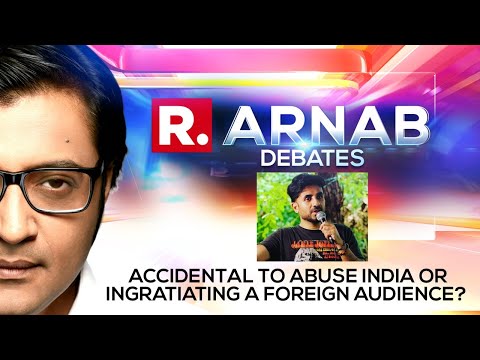 R. ARNAB
DEBATES
ACCIDENTAL TO ABUSE INDIA OR
INGRATIATING A FOREIGN AUDIENCE?